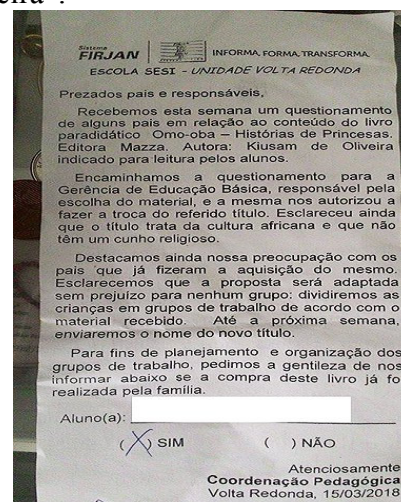 Sistema
FIRJAN INFORMA. FORMA. TRANSFORMA.
ESCOLA SESI - UNIDADE VOLTA REDONDA
Prezados pais e responsáveis,
Recebemos esta semana um questionamento
de alguns pais em relação ao conteúdo do livro
paradidático Omo-oba – Histórias de Princesas.
Editora Mazza. Autora: Kiusam de Oliveira
indicado para leitura pelos alunos.
Encaminhamos a questionamento para a
Gerência de Educação Básica, responsável pela
escolha do material, e a mesma nos autorizou a
fazer a troca do referido título. Esclareceu ainda
que o título trata da cultura africana e que não
têm um cunho religioso.
Destacamos ainda nossa preocupação com os
pais que já fizeram a aquisição do mesmo.
Esclarecemos que a proposta será adaptada
sem prejuízo para nenhum grupo: dividiremos as
crianças em grupos de trabalho de acordo com o
material recebido. Até a próxima semana,
enviaremos o nome do novo título.
Para fins de planejamento e organização dos
grupos de trabalho, pedimos a gentileza de nos
informar abaixo se a compra deste livro já fo
realizada pela família.
Aluno(a):
(X) SIM ( ) NÃO
Atenciosamente
Coordenação Pedagógica
Volta Redonda, 15/03/2018